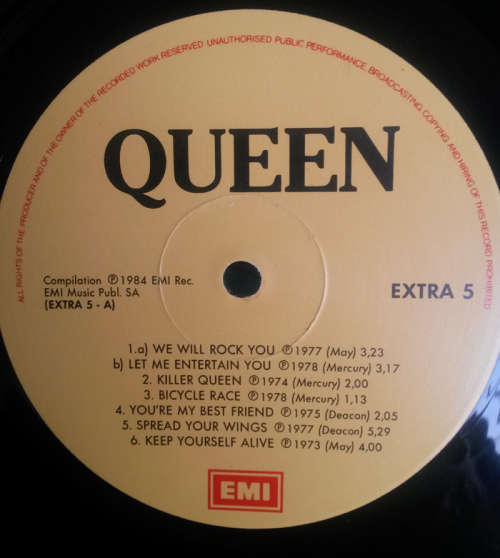 ALL RIGHTS OF THE PRODUCER AND OF THE OWNER OF THE RECORDED WORK RESERVED UNAUTHORISED PUBLIC PERFORMANCE BROADCASTING COPYING AND HIRING OF THIS RECORD PROHIBITED
QUEEN
Compilation ℗ 1984 EMI Rec.
EMI Music Publ. SA
(EXTRA 5 - A)
EXTRA 5
1.a) WE WILL ROCK YOU ℗ 1977 (May) 3,23
b) LET ME ENTERTAIN YOU ℗ 1978 (Mercury) 3,17
2. KILLER QUEEN ℗ 1974 (Mercury) 2,00
3. BICYCLE RACE ℗ 1978 (Mercury) 1,13
4. YOU'RE MY BEST FRIEND ℗ 1975 (Deacon) 2,05
5. SPREAD YOUR WINGS ℗ 1977 (Deacon) 5,29
6. KEEP YOURSELF ALIVE ℗ 1973 (May) 4,00
EMI